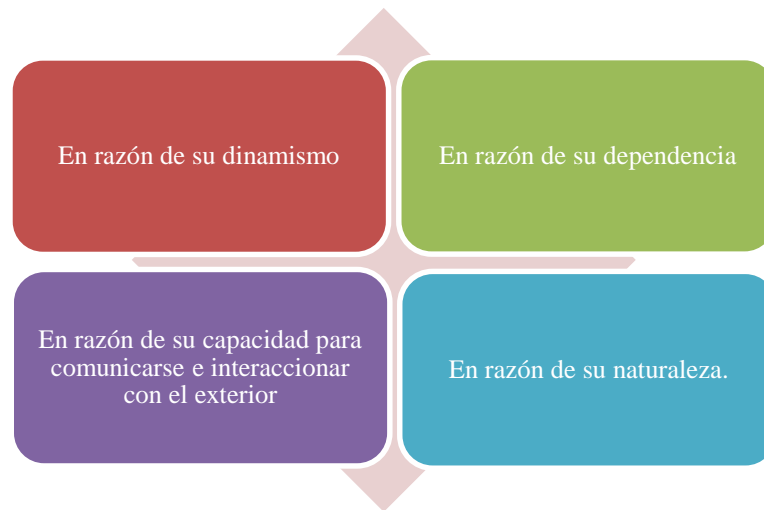 En razón de su dinamismo
En razón de su dependencia
En razón de su capacidad para
comunicarse e interaccionar
con el exterior
En razón de su naturaleza.